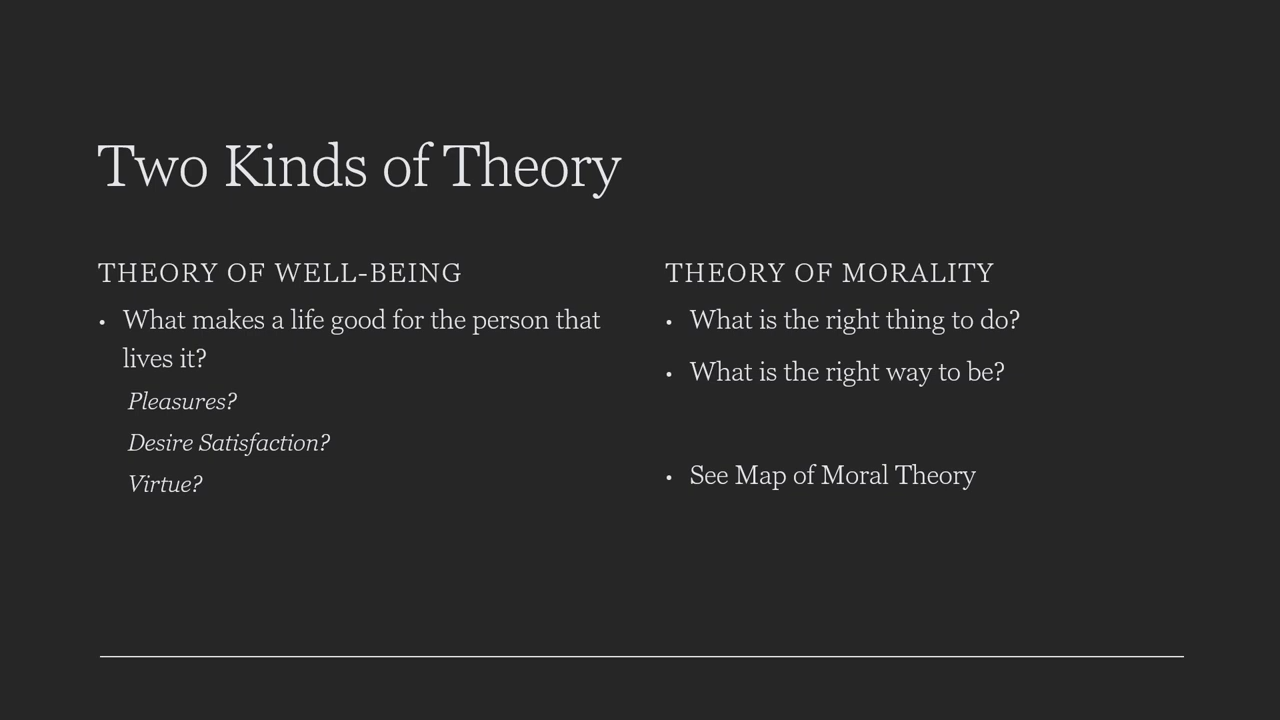 Two Kinds of Theory
THEORY OF WELL-BEING
• What makes a life good for the person that
lives it?
Pleasures?
Desire Satisfaction?
Virtue?
THEORY OF MORALITY
• What is the right thing to do?
• What is the right way to be?
• See Map of Moral Theory